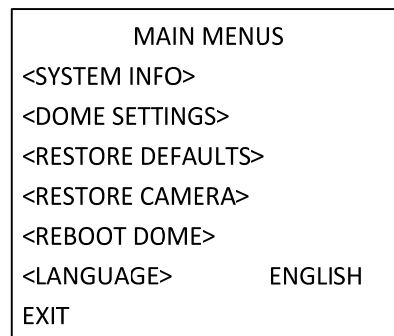 MAIN MENUS
<SYSTEM INFO>
<DOME SETTINGS>
<RESTORE DEFAULTS>
<RESTORE CAMERA>
<REBOOT DOME>
<LANGUAGE> ENGLISH
EXIT